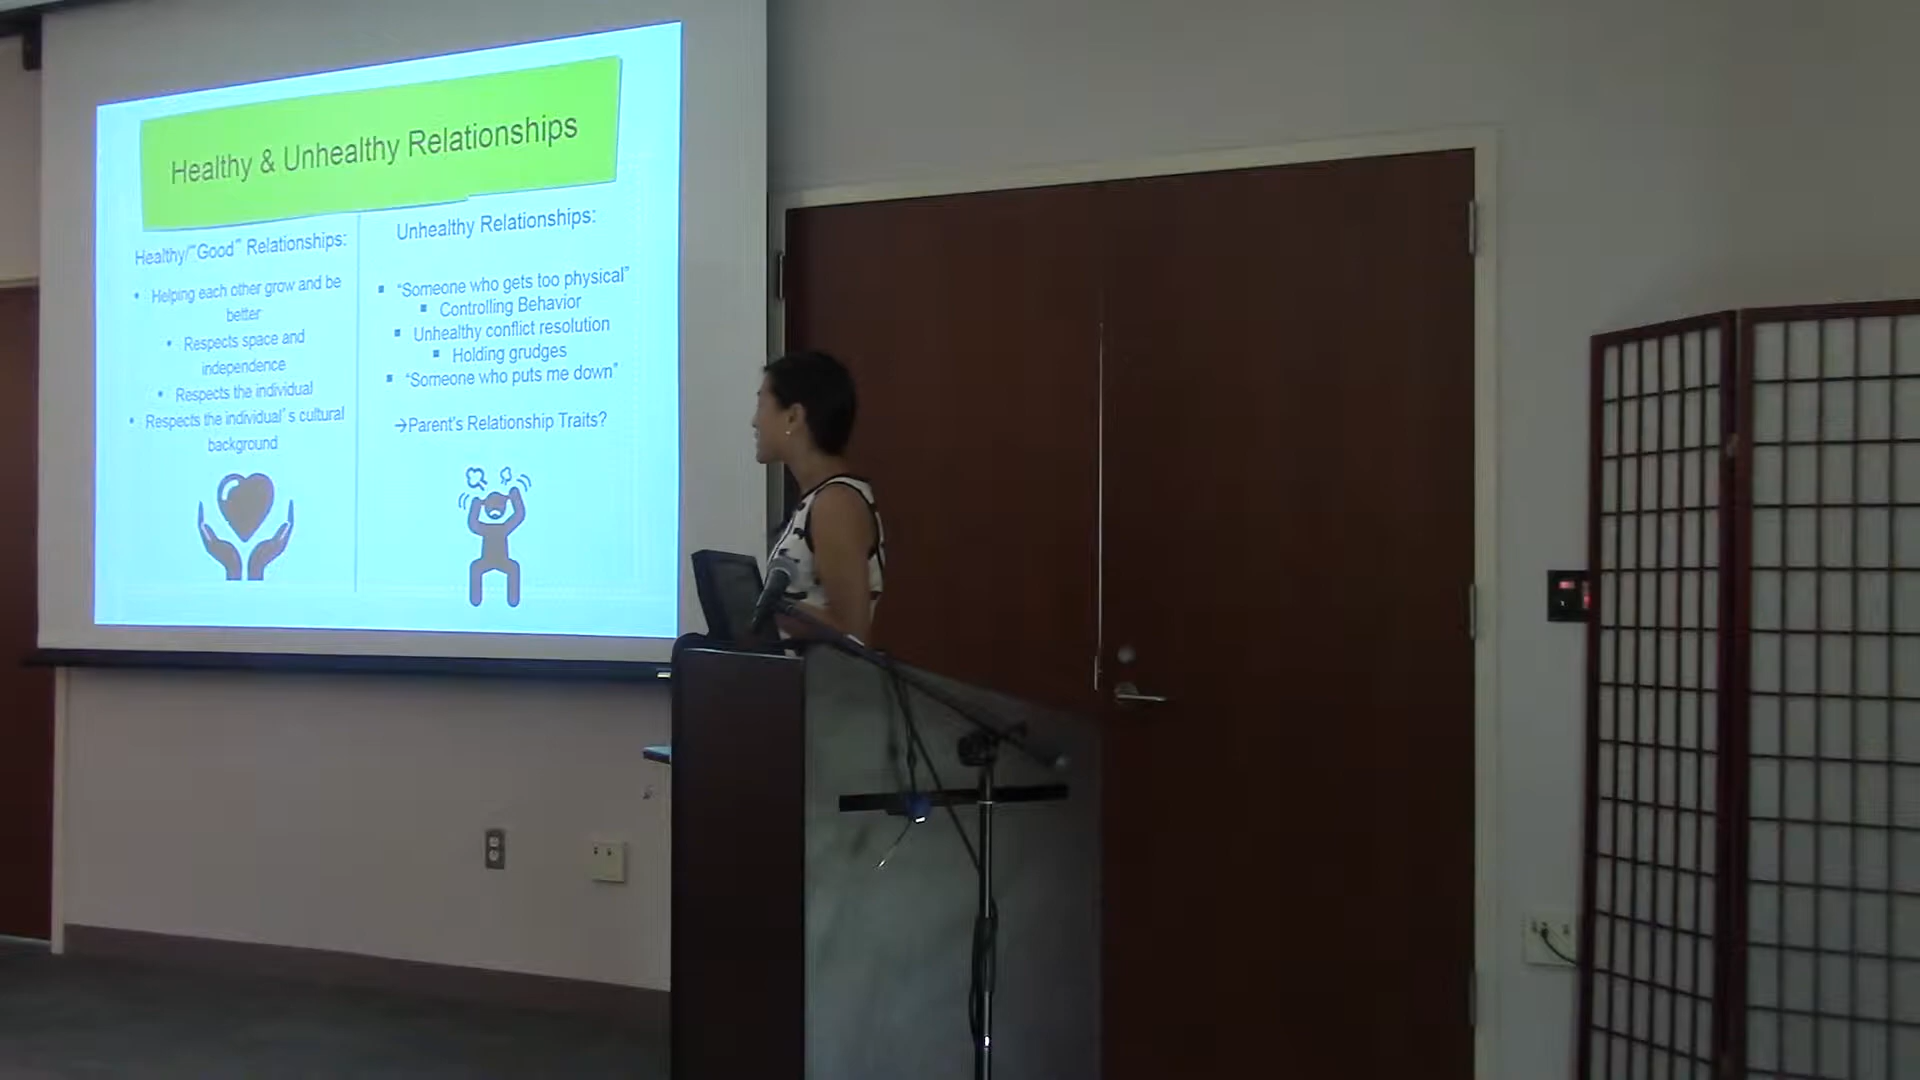 Healthy & Unhealthy Relationships
Healthy/"Good" Relationships:
• Helping each other grow and be
better
• Respects space and
independence
• Respects the individual
• Respects the individual's cultural
background
Unhealthy Relationships:
▪ "Someone who gets too physical"
▪ Controlling Behavior
▪ Unhealthy conflict resolution
▪ Holding grudges
▪ "Someone who puts me down"
→Parent's Relationship Traits?